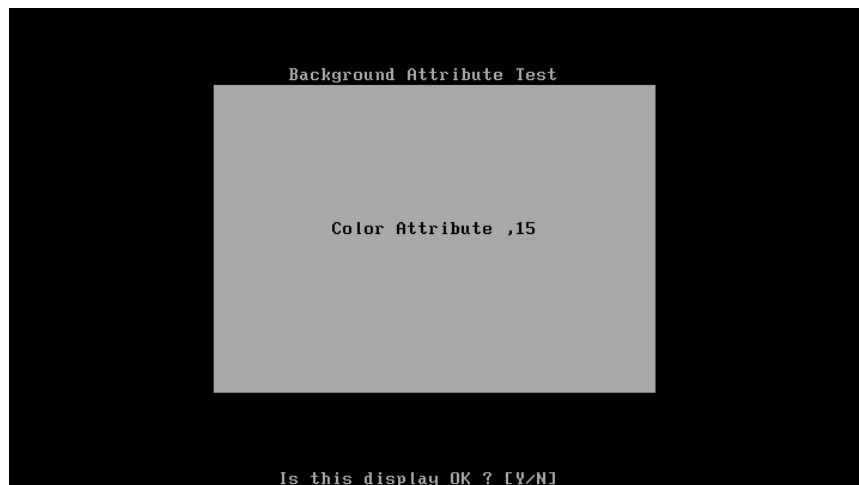 Background Attribute Test
Color Attribute ,15
Is this display OK ? [Y/N]